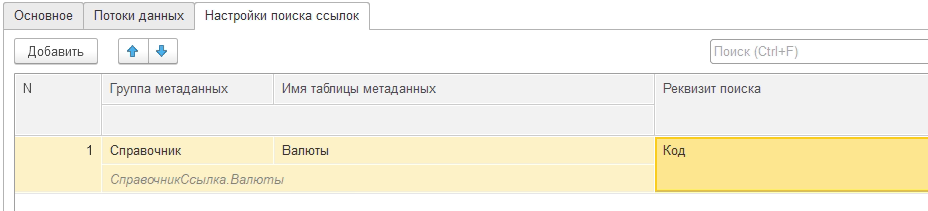 Основное Потоки данных Настройки поиска ссылок
Добавить Поиск (Ctrl+F)
N Группа метаданных Имя таблицы метаданных Реквизит поиска
1 Справочник Валюты Код
СправочникСсылка.Валюты